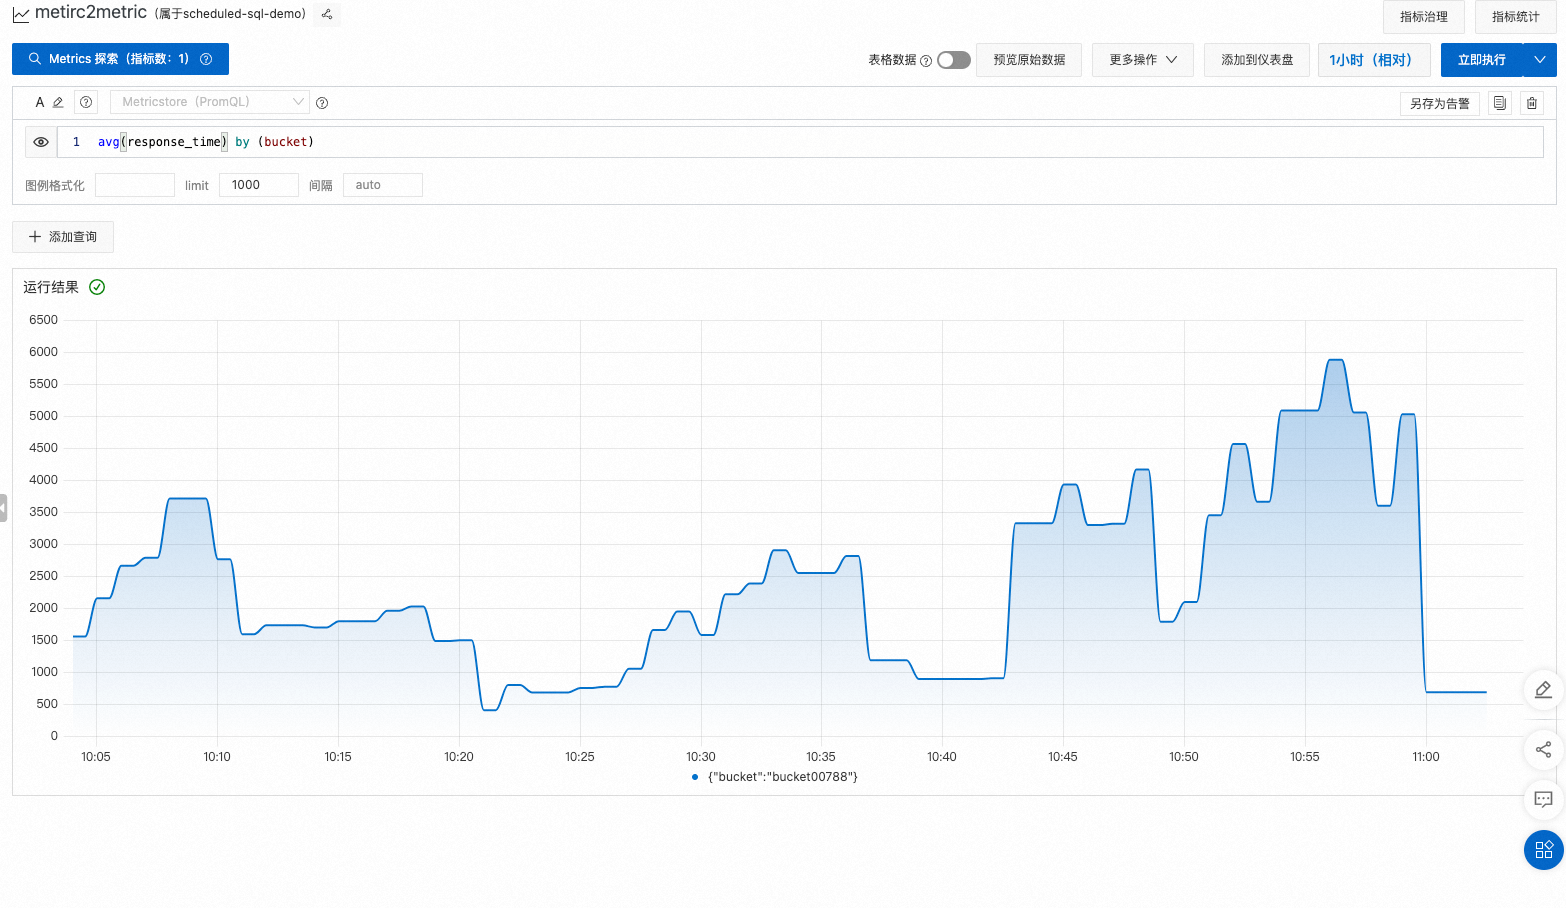 metirc2metric (属于scheduled-sql-demo)
指标治理
指标统计
Metrics 探索（指标数：1）
表格数据
预览原始数据
更多操作
添加到仪表盘
1小时（相对）
立即执行
A
Metricstore（PromQL）
另存为告警
1 avg(response_time) by (bucket)
图例格式化
limit 1000
间隔 auto
添加查询
运行结果
6500
6000
5500
5000
4500
4000
3500
3000
2500
2000
1500
1000
500
0
10:05 10:10 10:15 10:20 10:25 10:30 10:35 10:40 10:45 10:50 10:55 11:00
{"bucket":"bucket00788"}